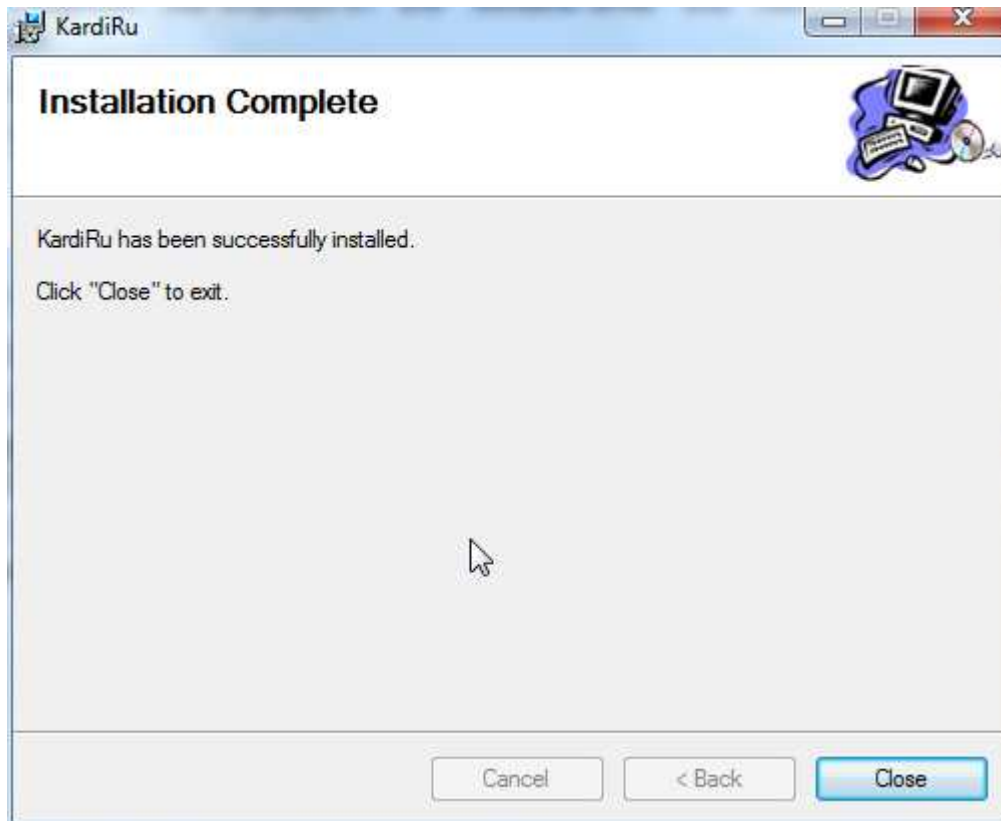 KardiRu
Installation Complete
KardiRu has been successfully installed.
Click "Close" to exit.
Cancel
< Back
Close